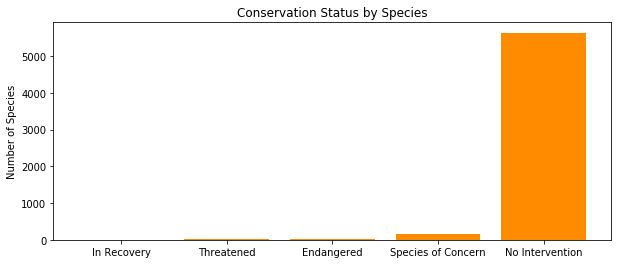 Conservation Status by Species
Number of Species
5000
4000
3000
2000
1000
0
In Recovery
Threatened
Endangered
Species of Concern
No Intervention